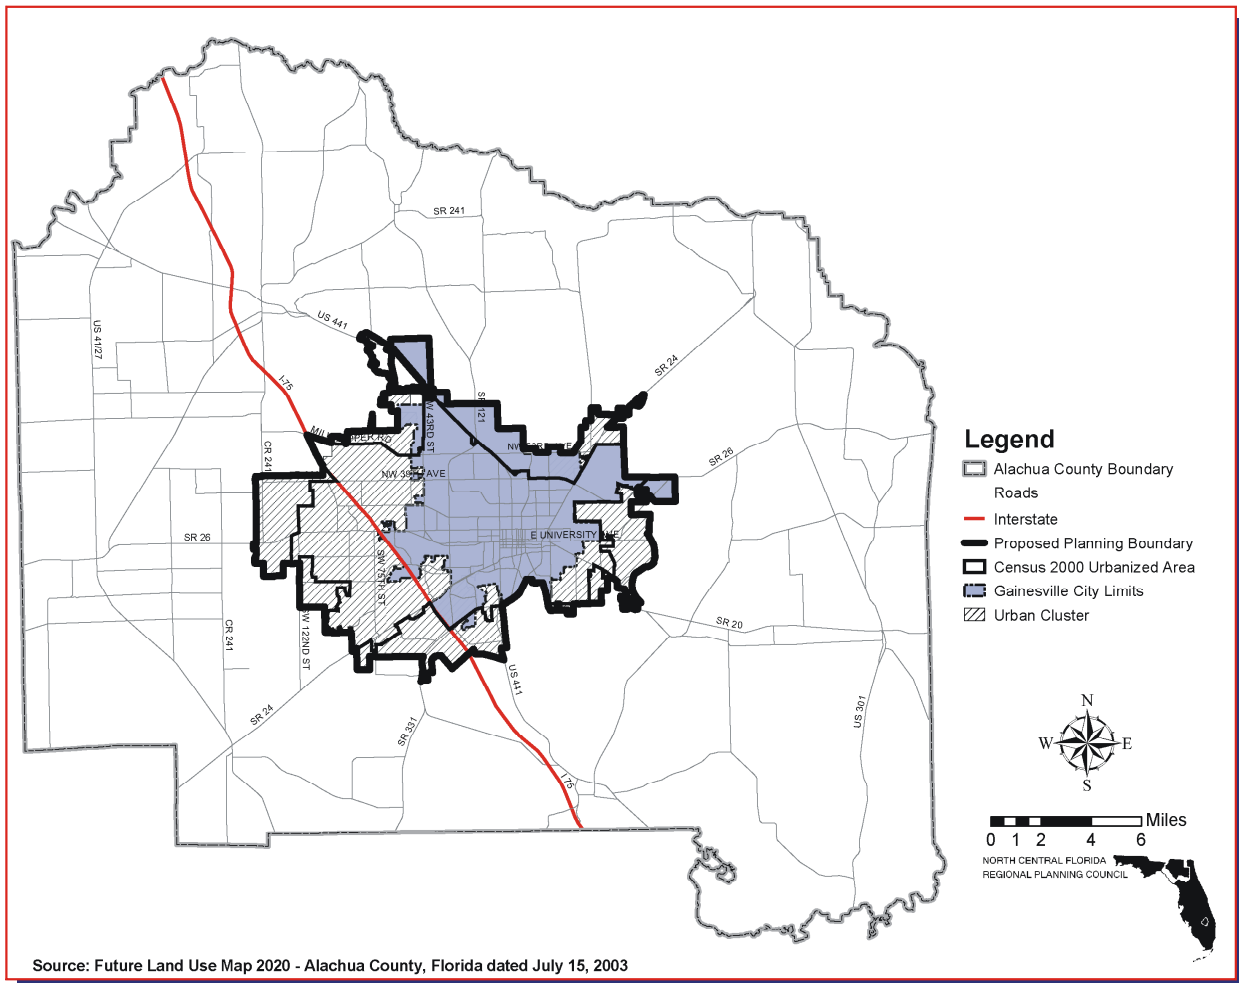 SR 241
US 441
US 41/27
I-75
SR 24
SR 121
W 43RD ST
CR 241
NW 39TH AVE
SR 26
SR 26
E UNIVERSITY AVE
SW 75TH ST
SW 122ND ST
CR 241
SR 20
US 441
US 301
SR 24
SR 331
I-75
Legend
Alachua County Boundary
Roads
Interstate
Proposed Planning Boundary
Census 2000 Urbanized Area
Gainesville City Limits
Urban Cluster
N
W E
S
Miles
0 1 2 4 6
NORTH CENTRAL FLORIDA
REGIONAL PLANNING COUNCIL
Source: Future Land Use Map 2020 - Alachua County, Florida dated July 15, 2003